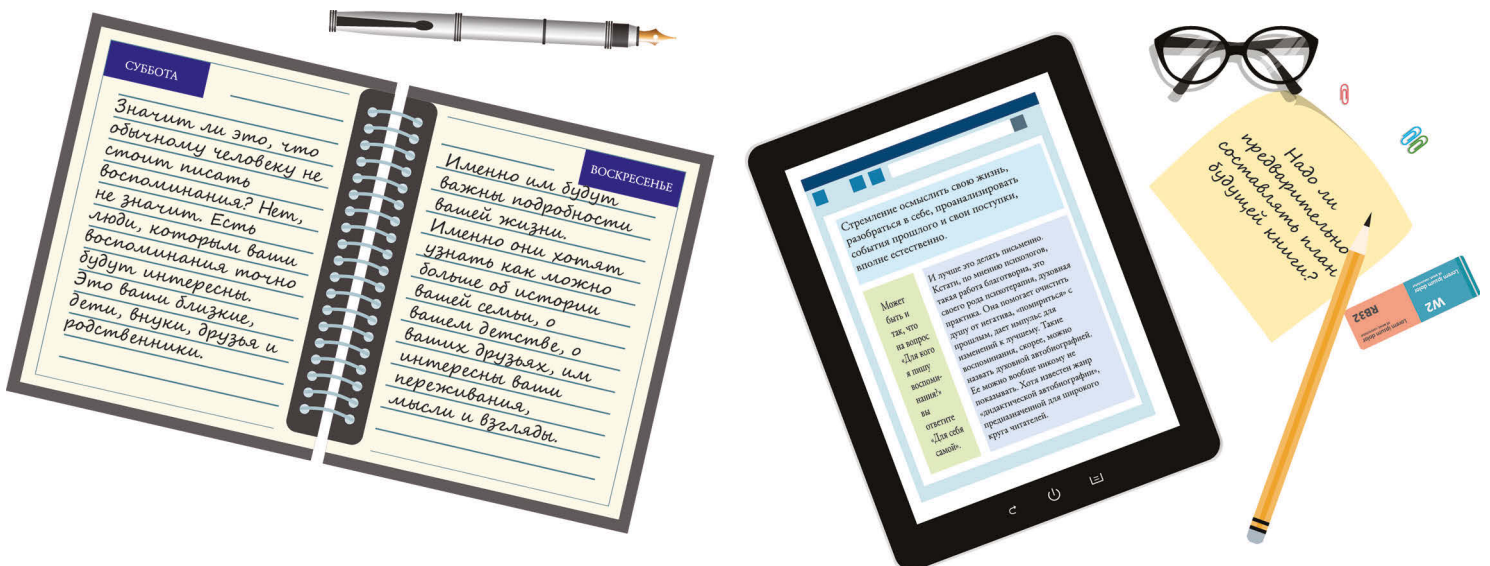 СУББОТА
Значит ли это, что
обычному человеку не
стоит писать
воспоминания? Нет,
не значит. Есть
люди, которым ваши
воспоминания точно
будут интересны.
Это ваши близкие,
дети, внуки, друзья и
родственники.
ВОСКРЕСЕНЬЕ
Именно им будут
важны подробности
вашей жизни.
Именно они хотят
узнать как можно
больше об истории
вашей семьи, о
вашем детстве, о
ваших друзьях, им
интересны ваши
переживания,
мысли и взгляды.
Стремление осмыслить свою жизнь,
разобраться в себе, проанализировать
события прошлого и свои поступки,
вполне естественно.
Может
быть и
так, что
на вопрос
«Для кого
я пишу
воспоми-
нания?»
вы
ответите
«Для себя
самой».
И лучше это делать письменно.
Кстати, по мнению психологов,
такая работа благотворна, это
своего рода психотерапия, духовная
практика. Она помогает очистить
душу от негатива, «помириться» с
прошлым, дает импульс для
изменений к лучшему. Такие
воспоминания, скорее, можно
назвать духовной автобиографией.
Ее можно вообще никому не
показывать. Хотя известен жанр
«дидактической автобиографии»,
предназначенной для широкого
круга читателей.
Надо ли
предварительно
составлять план
будущей книги?
W2
Lorem ipsum dolor
RB32
Lorem ipsum dolor